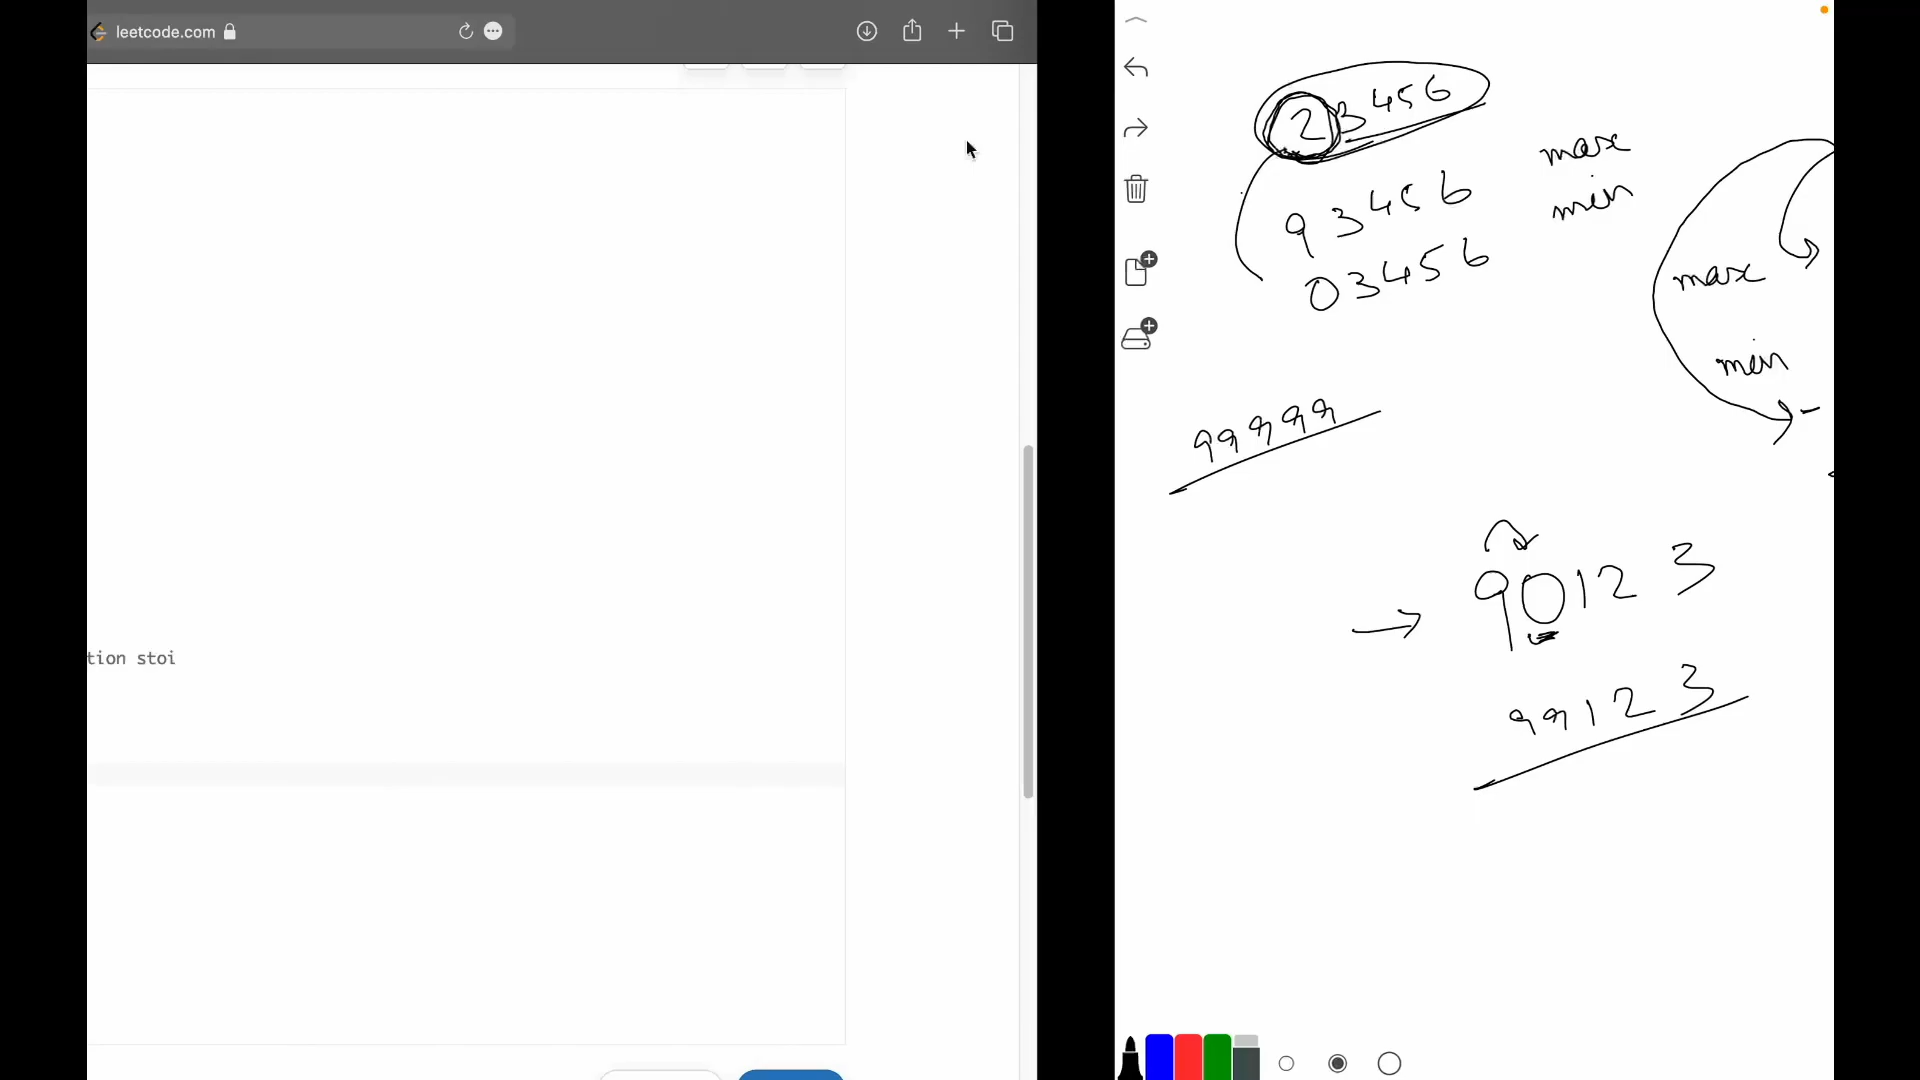 leetcode.com
tion stoi
23456
max
93456
min
03456
max
min
99999
90123
99123